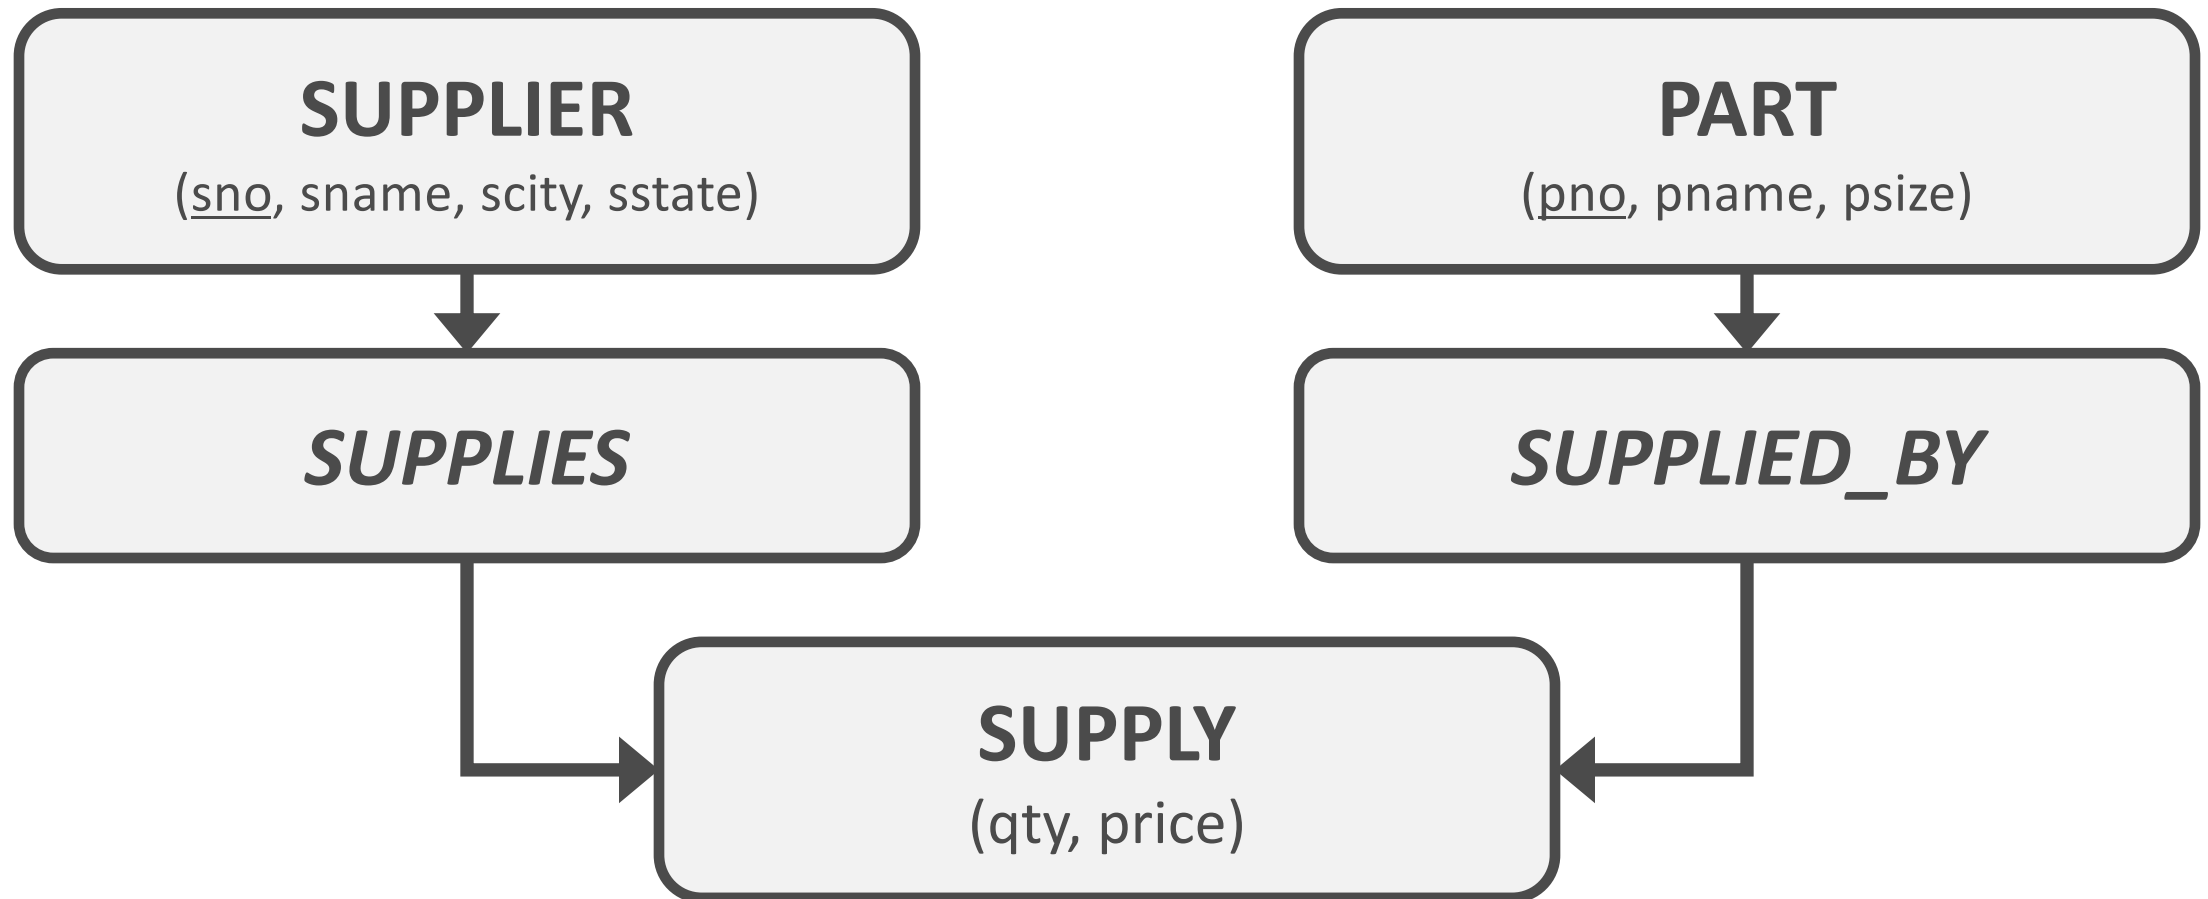 SUPPLIER
(sno, sname, scity, sstate)
PART
(pno, pname, psize)
SUPPLIES
SUPPLIED_BY
SUPPLY
(qty, price)